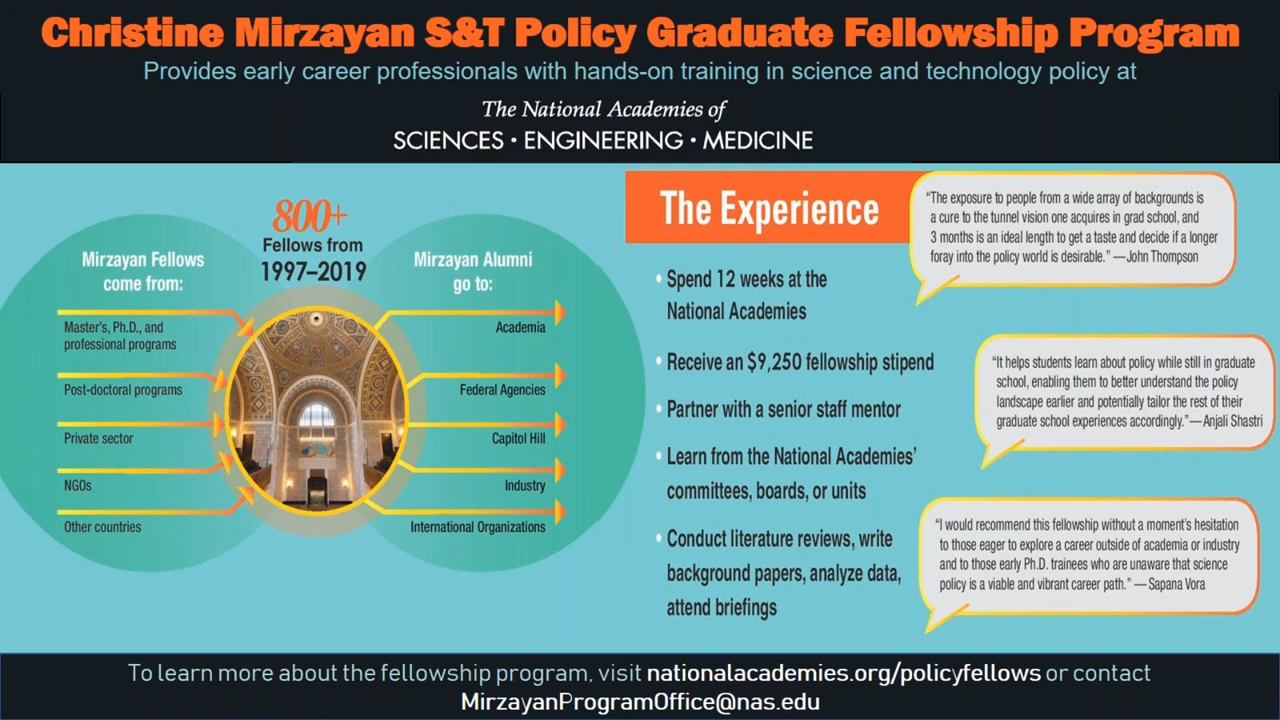 Christine Mirzayan S&T Policy Graduate Fellowship Program
Provides early career professionals with hands-on training in science and technology policy at
The National Academies of
SCIENCES • ENGINEERING • MEDICINE
800+
Fellows from
1997–2019
Mirzayan Fellows
come from:
Master's, Ph.D., and
professional programs
Post-doctoral programs
Private sector
NGOs
Other countries
Mirzayan Alumni
go to:
Academia
Federal Agencies
Capitol Hill
Industry
International Organizations
The Experience
• Spend 12 weeks at the
National Academies
• Receive an $9,250 fellowship stipend
• Partner with a senior staff mentor
• Learn from the National Academies'
committees, boards, or units
• Conduct literature reviews, write
background papers, analyze data,
attend briefings
“The exposure to people from a wide array of backgrounds is
a cure to the tunnel vision one acquires in grad school, and
3 months is an ideal length to get a taste and decide if a longer
foray into the policy world is desirable.” —John Thompson
“It helps students learn about policy while still in graduate
school, enabling them to better understand the policy
landscape earlier and potentially tailor the rest of their
graduate school experiences accordingly.”— Anjali Shastri
“I would recommend this fellowship without a moment's hesitation
to those eager to explore a career outside of academia or industry
and to those early Ph.D. trainees who are unaware that science
policy is a viable and vibrant career path.” — Sapana Vora
To learn more about the fellowship program, visit nationalacademies.org/policyfellows or contact
MirzayanProgramOffice@nas.edu